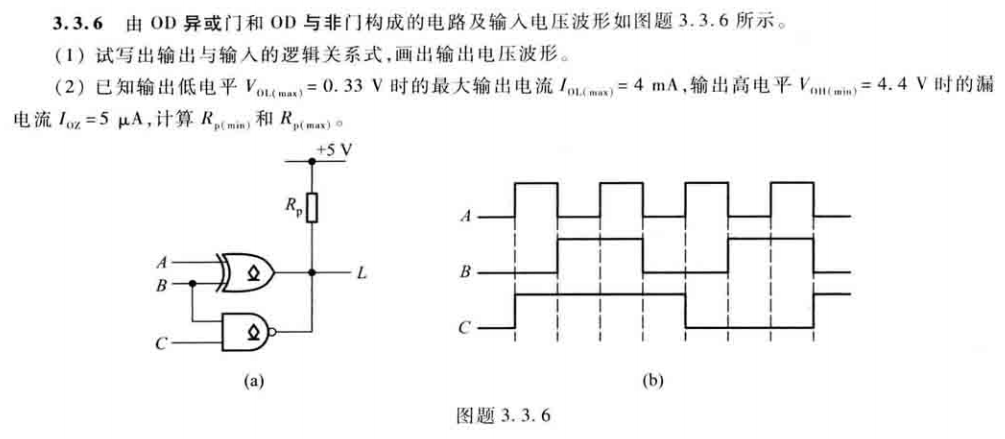 3.3.6 由 OD 异或门和 OD 与非门构成的电路及输入电压波形如图题 3.3.6 所示。
(1) 试写出输出与输入的逻辑关系式,画出输出电压波形。
(2) 已知输出低电平 V_OL(max) = 0.33 V 时的最大输出电流 I_OL(max) = 4 mA,输出高电平 V_OH(min) = 4.4 V 时的漏
电流 I_OZ = 5 μA,计算 R_p(min) 和 R_p(max)。
+5 V
R_p
A
B
L
C
(a)
A
B
C
(b)
图题 3.3.6